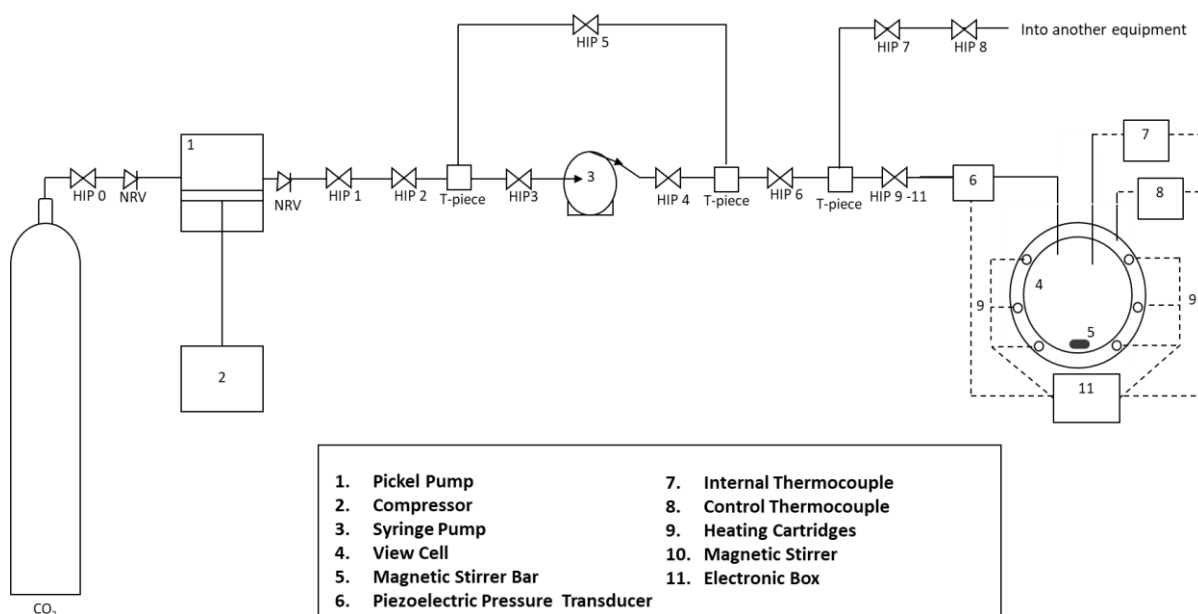 HIP 5
HIP 7
HIP 8
Into another equipment
1
HIP 0
NRV
NRV
HIP 1
HIP 2
T-piece
HIP3
3
HIP 4
T-piece
HIP 6
T-piece
HIP 9 -11
6
7
8
4
5
9
9
11
2
CO2
1. Pickel Pump
2. Compressor
3. Syringe Pump
4. View Cell
5. Magnetic Stirrer Bar
6. Piezoelectric Pressure Transducer
7. Internal Thermocouple
8. Control Thermocouple
9. Heating Cartridges
10. Magnetic Stirrer
11. Electronic Box